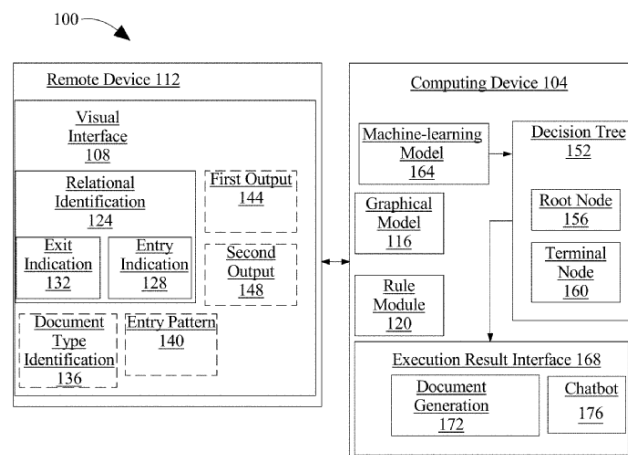 100
Remote Device 112
Visual
Interface
108
Relational
Identification
124
Exit
Indication
132
Entry
Indication
128
First Output
144
Second
Output
148
Document
Type
Identification
136
Entry Pattern
140
Computing Device 104
Machine-learning
Model
164
Graphical
Model
116
Rule
Module
120
Decision Tree
152
Root Node
156
Terminal
Node
160
Execution Result Interface 168
Document
Generation
172
Chatbot
176